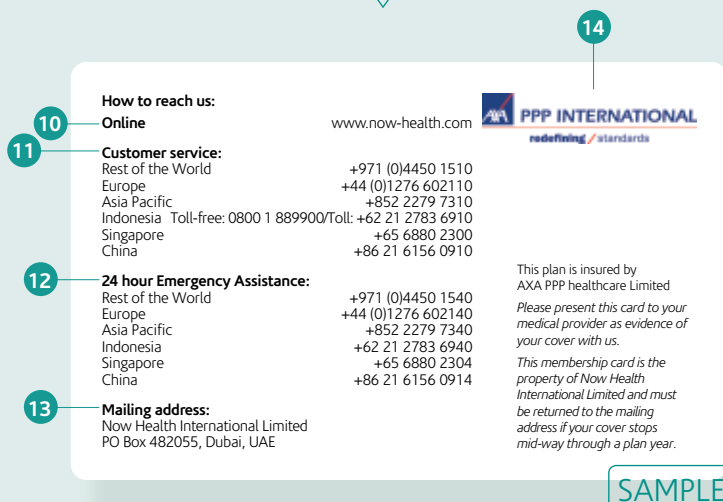 14
How to reach us:
10
Online www.now-health.com
AXA PPP INTERNATIONAL
redefining / standards
11
Customer service:
Rest of the World +971 (0)4450 1510
Europe +44 (0)1276 602110
Asia Pacific +852 2279 7310
Indonesia Toll-free: 0800 1 889900/Toll: +62 21 2783 6910
Singapore +65 6880 2300
China +86 21 6156 0910
12
24 hour Emergency Assistance:
Rest of the World +971 (0)4450 1540
Europe +44 (0)1276 602140
Asia Pacific +852 2279 7340
Indonesia +62 21 2783 6940
Singapore +65 6880 2304
China +86 21 6156 0914
13
Mailing address:
Now Health International Limited
PO Box 482055, Dubai, UAE
This plan is insured by
AXA PPP healthcare Limited
Please present this card to your
medical provider as evidence of
your cover with us.
This membership card is the
property of Now Health
International Limited and must
be returned to the mailing
address if your cover stops
mid-way through a plan year.
SAMPLE